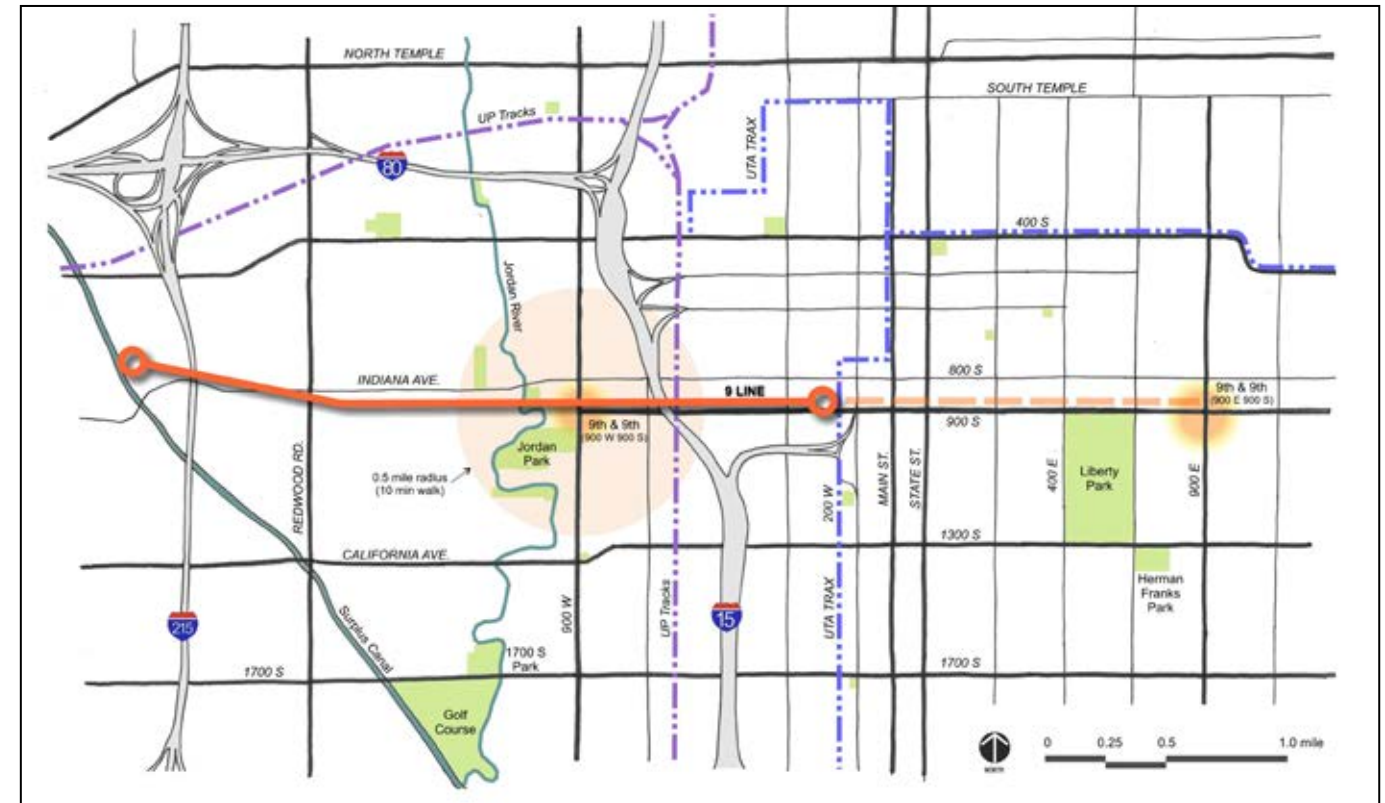 NORTH TEMPLE
SOUTH TEMPLE
UP Tracks
UTA TRAX
80
400 S
Jordan River
INDIANA AVE.
800 S
9 LINE
9th & 9th
(900 E 900 S)
9th & 9th
(900 W 900 S)
900 S
Jordan
Park
0.5 mile radius
(10 min walk)
REDWOOD RD.
200 W
MAIN ST.
STATE ST.
400 E
Liberty
Park
900 E
1300 S
CALIFORNIA AVE.
Herman
Franks
Park
215
Surplus Canal
900 W
UP Tracks
15
UTA TRAX
1700 S
1700 S
Park
1700 S
Golf
Course
NORTH
0
0.25
0.5
1.0 mile